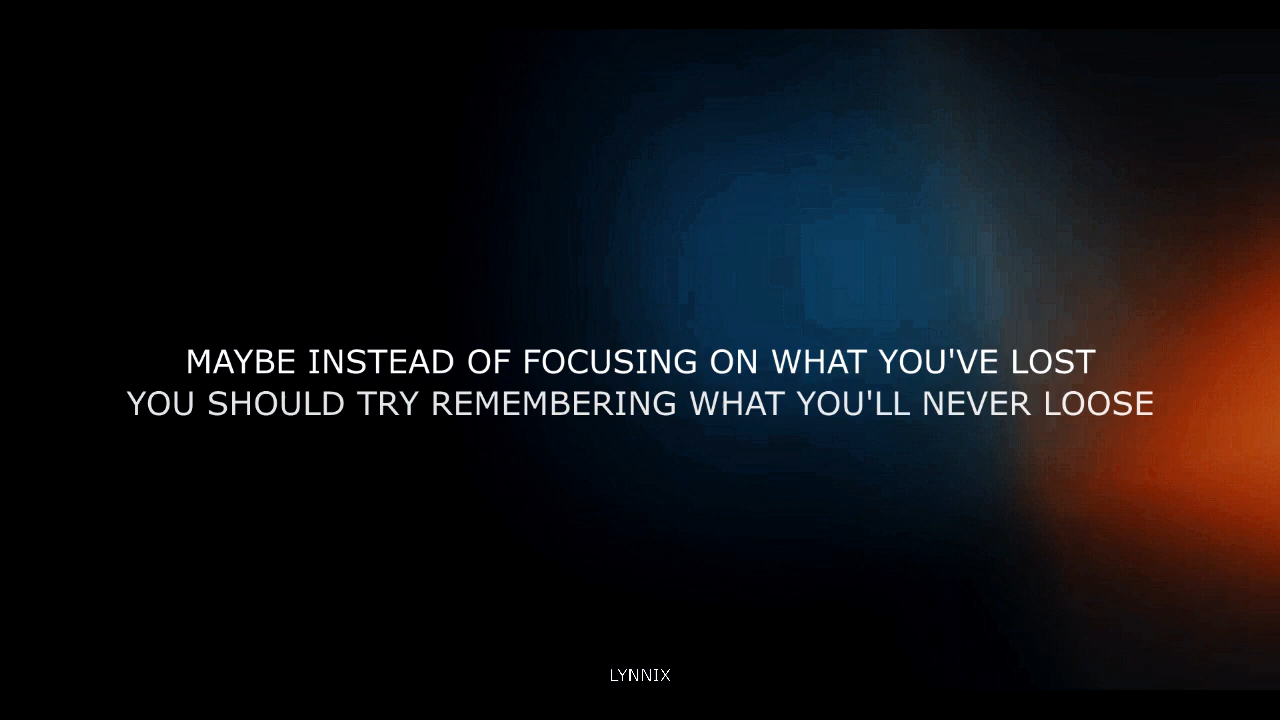 MAYBE INSTEAD OF FOCUSING ON WHAT YOU'VE LOST
YOU SHOULD TRY REMEMBERING WHAT YOU'LL NEVER LOOSE
LYNNIX